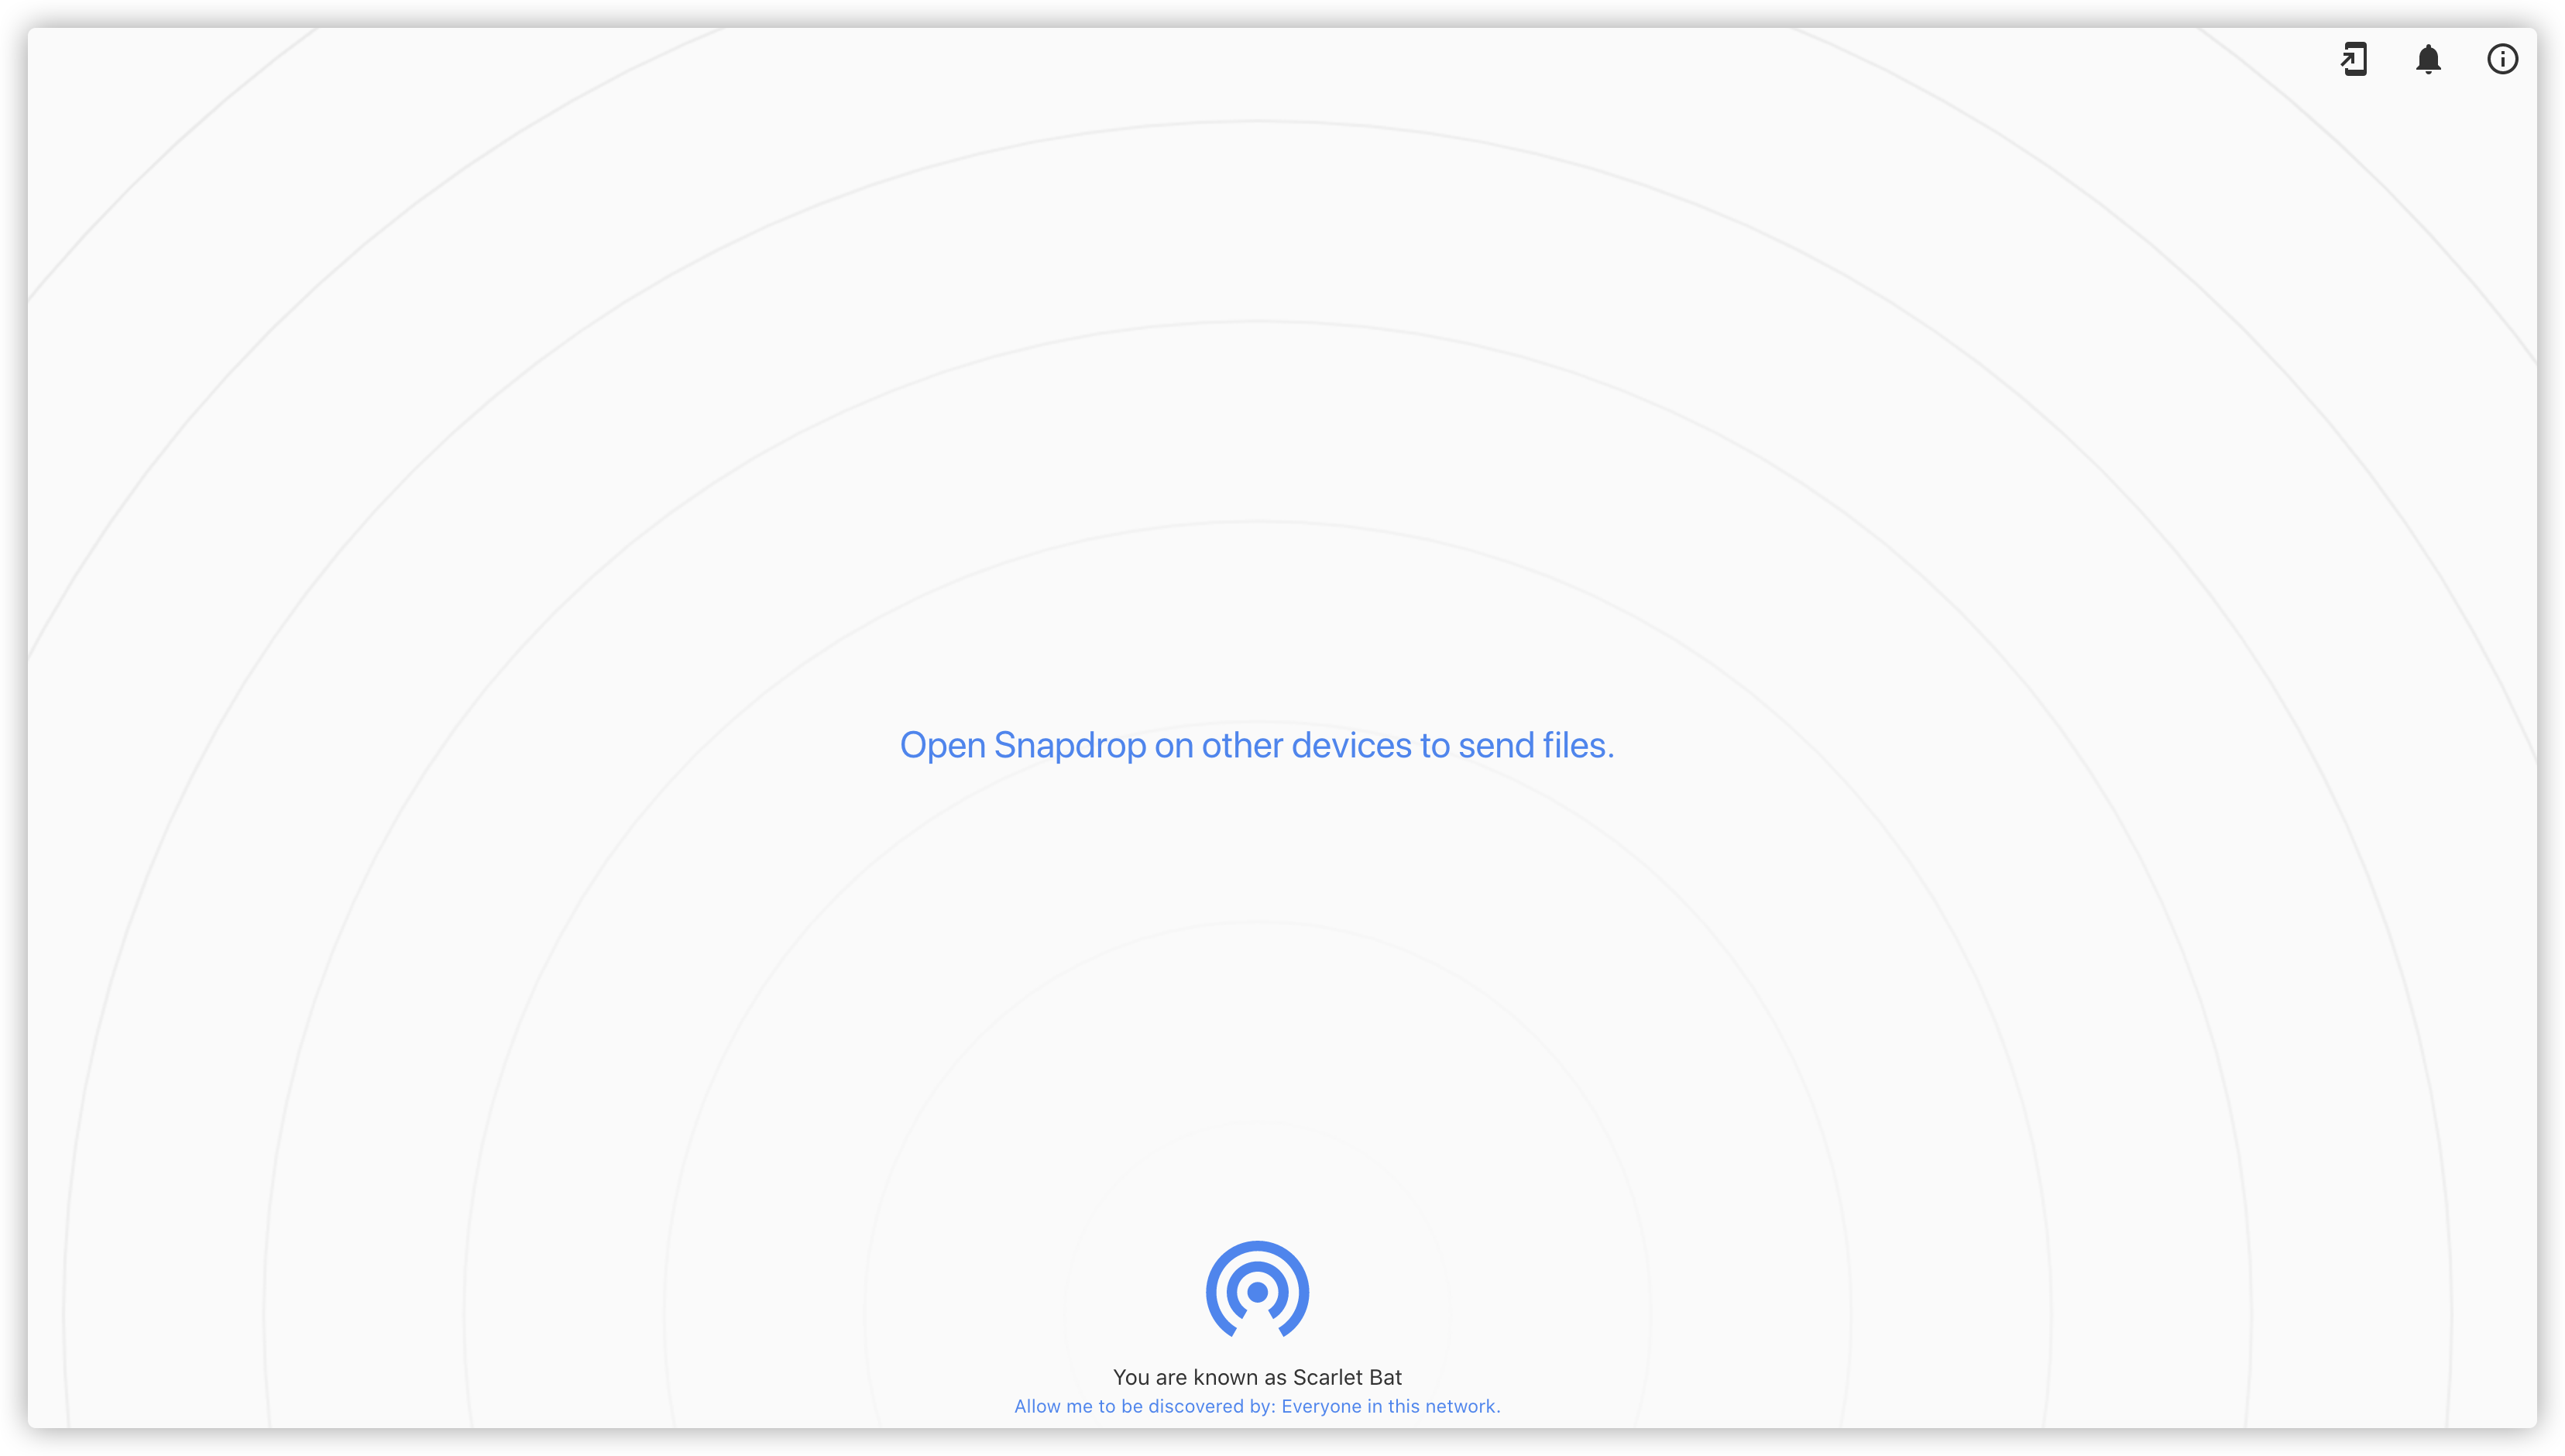 Open Snapdrop on other devices to send files.
You are known as Scarlet Bat
Allow me to be discovered by: Everyone in this network.